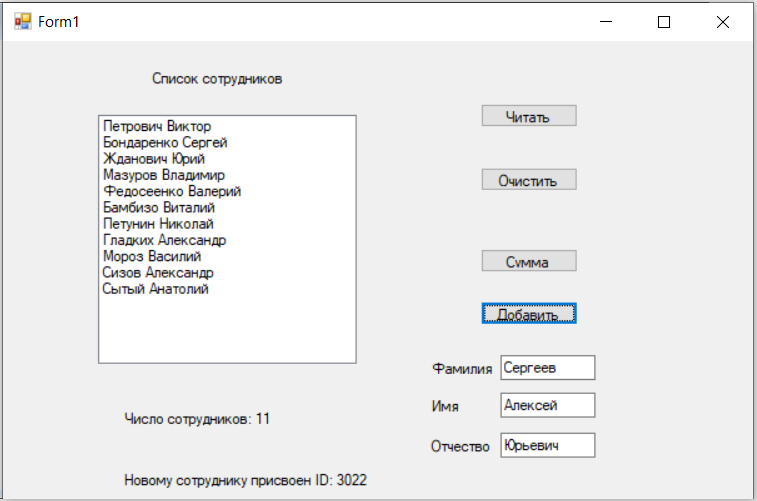 Form1
Список сотрудников
Петрович Виктор
Бондаренко Сергей
Жданович Юрий
Мазуров Владимир
Федосеенко Валерий
Бамбизо Виталий
Петунин Николай
Гладких Александр
Мороз Василий
Сизов Александр
Сытый Анатолий
Читать
Очистить
Сумма
Добавить
Фамилия Сергеев
Имя Алексей
Отчество Юрьевич
Число сотрудников: 11
Новому сотруднику присвоен ID: 3022